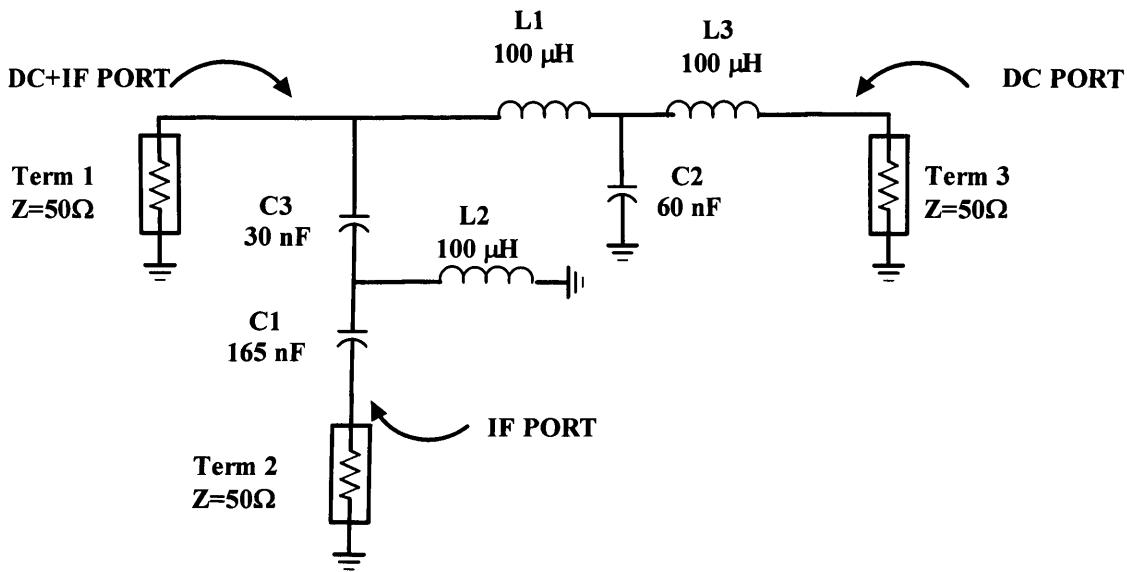 L1
100 μH
L3
100 μH
DC+IF PORT
DC PORT
Term 1
Z=50Ω
C3
30 nF
L2
100 μH
C2
60 nF
Term 3
Z=50Ω
C1
165 nF
IF PORT
Term 2
Z=50Ω